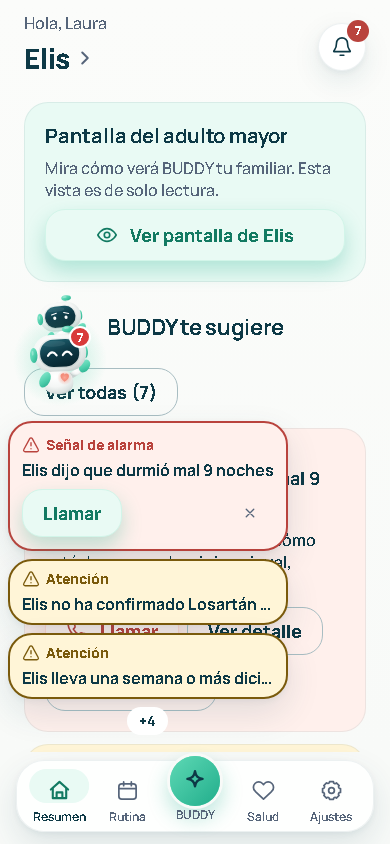 Hola, Laura
Elis
7
Pantalla del adulto mayor
Mira cómo verá BUDDY tu familiar. Esta
vista es de solo lectura.
Ver pantalla de Elis
7
BUDDY te sugiere
Ver todas (7)
Señal de alarma
Elis dijo que durmió mal 9 noches
mal 9
Llamar
Atención
Elis no ha confirmado Losartán ...
Llamar
Ver detalle
Atención
Elis lleva una semana o más dici...
+4
Resumen
Rutina
BUDDY
Salud
Ajustes